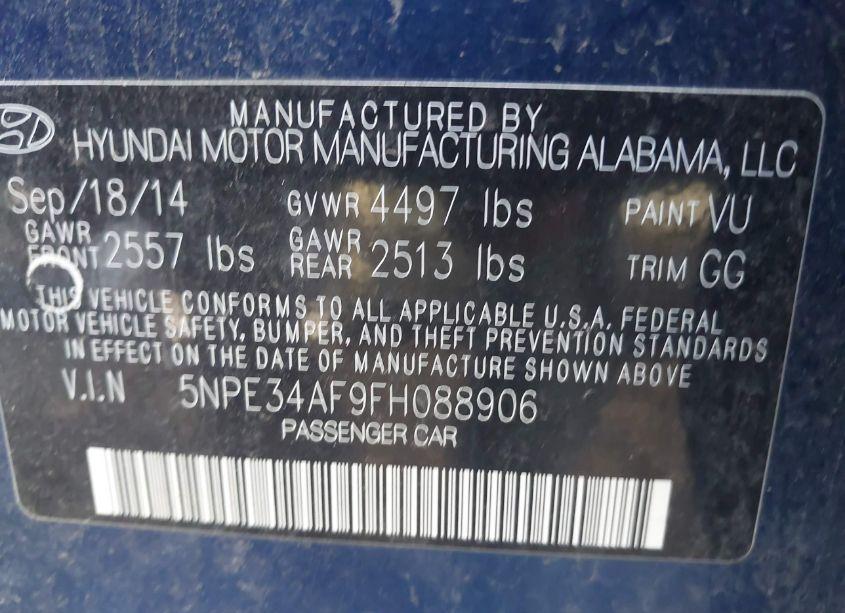 MANUFACTURED BY
HYUNDAI MOTOR MANUFACTURING ALABAMA, LLC
Sep/18/14 GVWR 4497 lbs PAINT VU
GAWR FRONT 2557 lbs GAWR REAR 2513 lbs TRIM GG
THIS VEHICLE CONFORMS TO ALL APPLICABLE U.S.A. FEDERAL
MOTOR VEHICLE SAFETY, BUMPER, AND THEFT PREVENTION STANDARDS
IN EFFECT ON THE DATE OF MANUFACTURE SHOWN ABOVE
V.I.N 5NPE34AF9FH088906
PASSENGER CAR